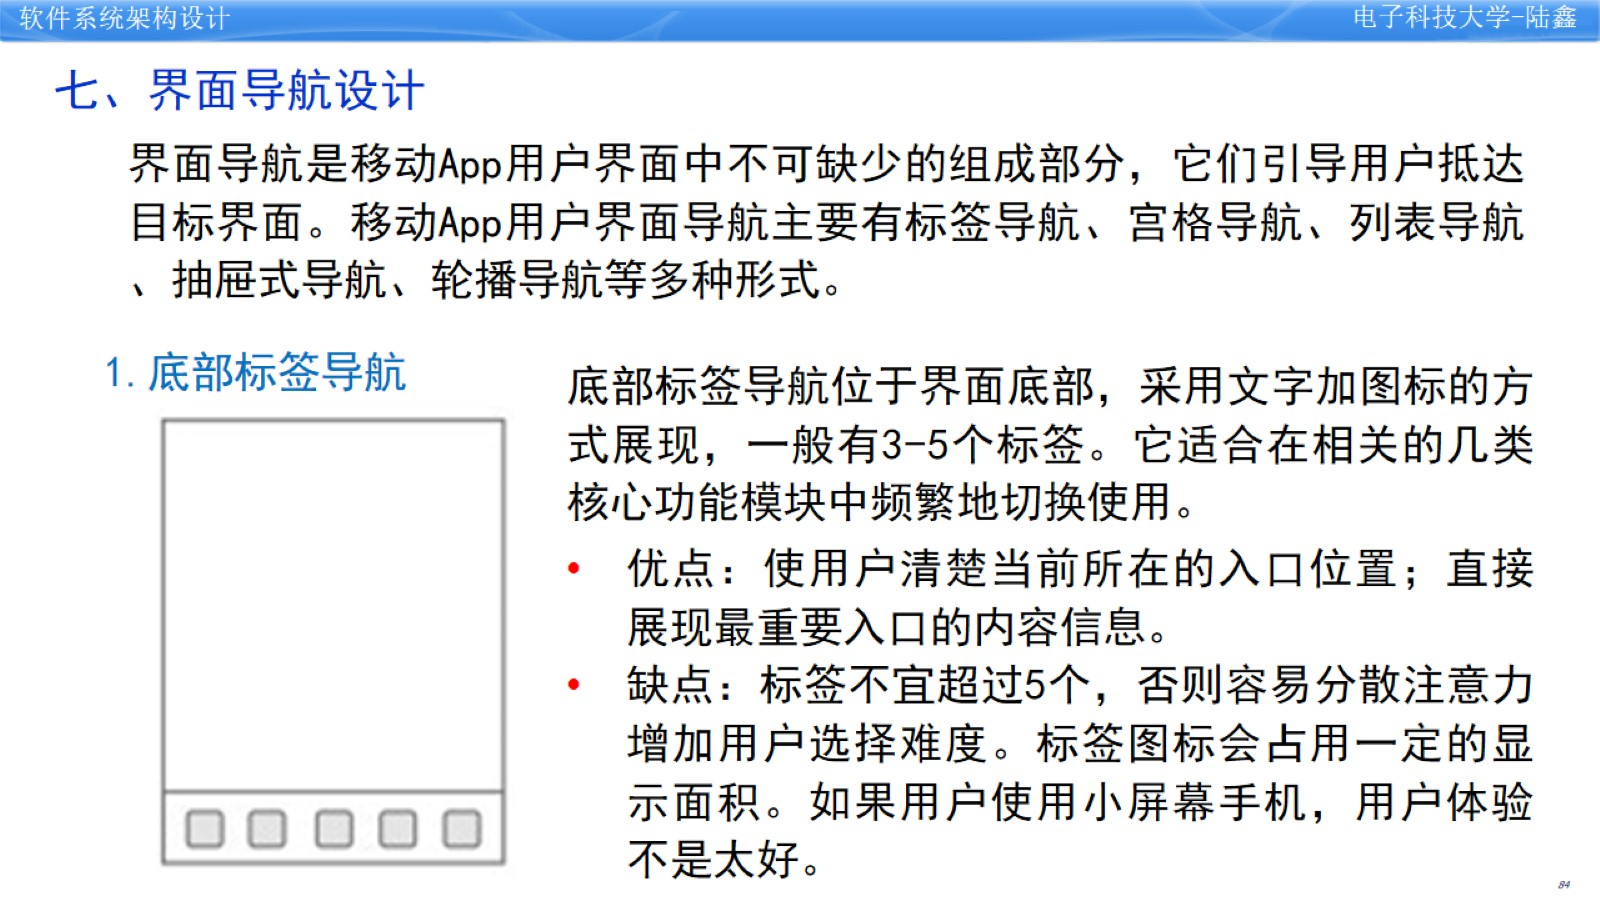 软件系统架构设计
电子科技大学-陆鑫
七、界面导航设计
界面导航是移动App用户界面中不可缺少的组成部分，它们引导用户抵达
目标界面。移动App用户界面导航主要有标签导航、宫格导航、列表导航
、抽屉式导航、轮播导航等多种形式。
1.底部标签导航
底部标签导航位于界面底部，采用文字加图标的方
式展现，一般有3-5个标签。它适合在相关的几类
核心功能模块中频繁地切换使用。
• 优点：使用户清楚当前所在的入口位置；直接
展现最重要入口的内容信息。
• 缺点：标签不宜超过5个，否则容易分散注意力
增加用户选择难度。标签图标会占用一定的显
示面积。如果用户使用小屏幕手机，用户体验
不是太好。
84